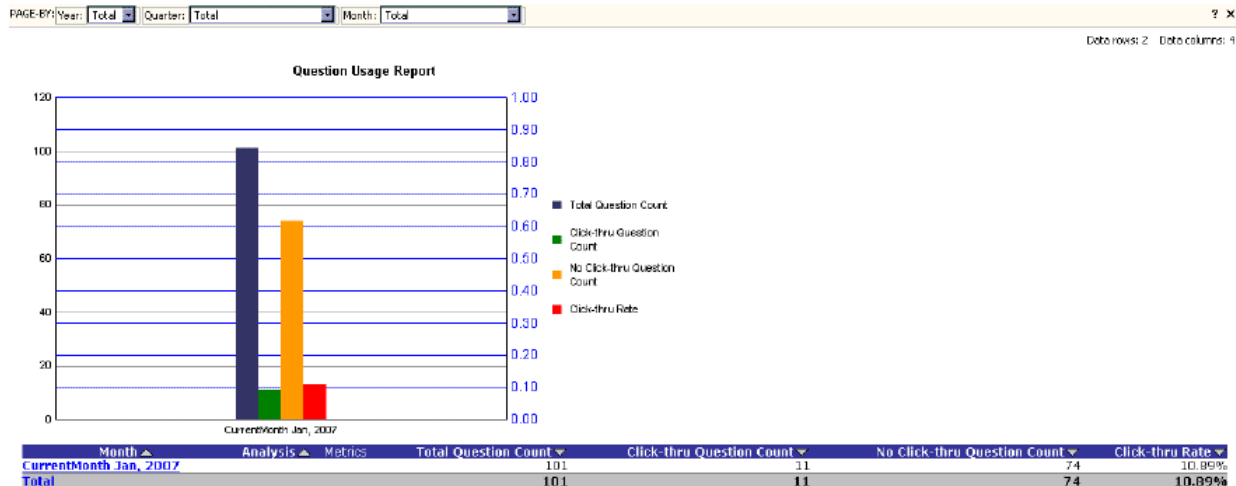 PAGE-BY: Year: Total Quarter: Total Month: Total ? ×
Data rows: 2 Data columns: 4
Question Usage Report
120
100
80
60
40
20
0
1.00
0.90
0.80
0.70
0.60
0.50
0.40
0.30
0.20
0.10
0.00
Total Question Count
Click-thru Question
Count
No Click-thru Question
Count
Click-thru Rate
CurrentMonth Jan, 2007
Month Analysis Metrics Total Question Count Click-thru Question Count No Click-thru Question Count Click-thru Rate
CurrentMonth Jan, 2007 101 11 74 10.89%
Total 101 11 74 10.89%